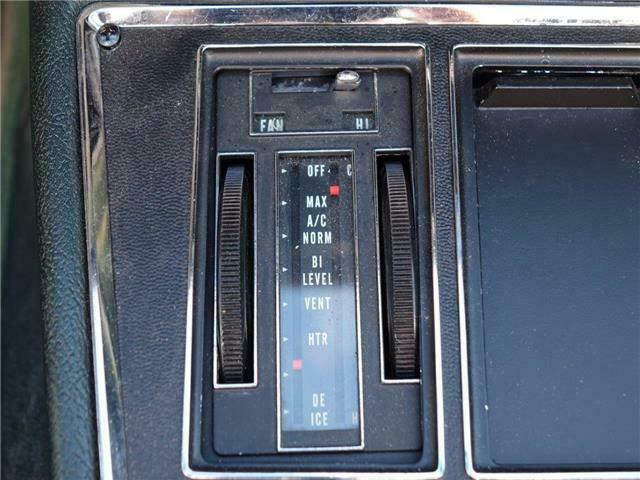 FAN HI
OFF C
MAX
A/C
NORM
BI
LEVEL
VENT
HTR
DE
ICE H